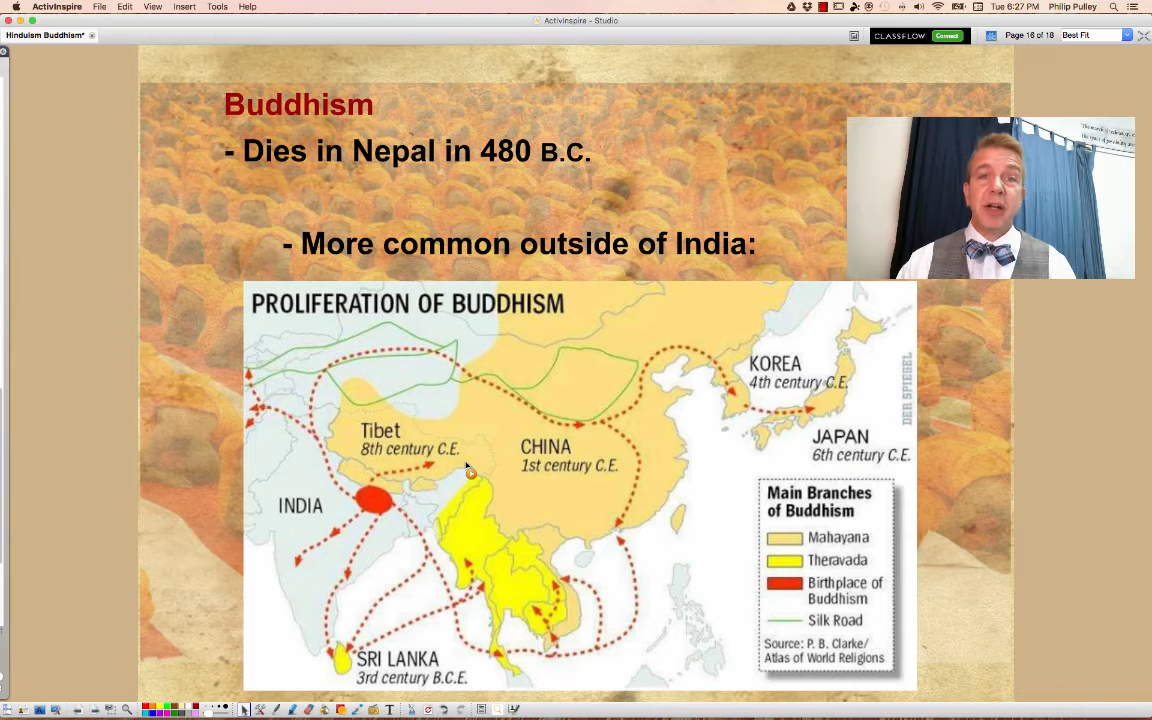 ActivInspire File Edit View Insert Tools Help Tue 6:27 PM Philip Pulley
ActivInspire - Studio
Hinduism Buddhism* CLASSFLOW Connect Page 16 of 18 Best Fit
Buddhism
- Dies in Nepal in 480 B.C.
- More common outside of India:
PROLIFERATION OF BUDDHISM
KOREA
4th century C.E.
DER SPIEGEL
Tibet
8th century C.E.
CHINA
1st century C.E.
JAPAN
6th century C.E.
INDIA
Main Branches
of Buddhism
Mahayana
Theravada
Birthplace of
Buddhism
Silk Road
Source: P. B. Clarke/
Atlas of World Religions
SRI LANKA
3rd century B.C.E.